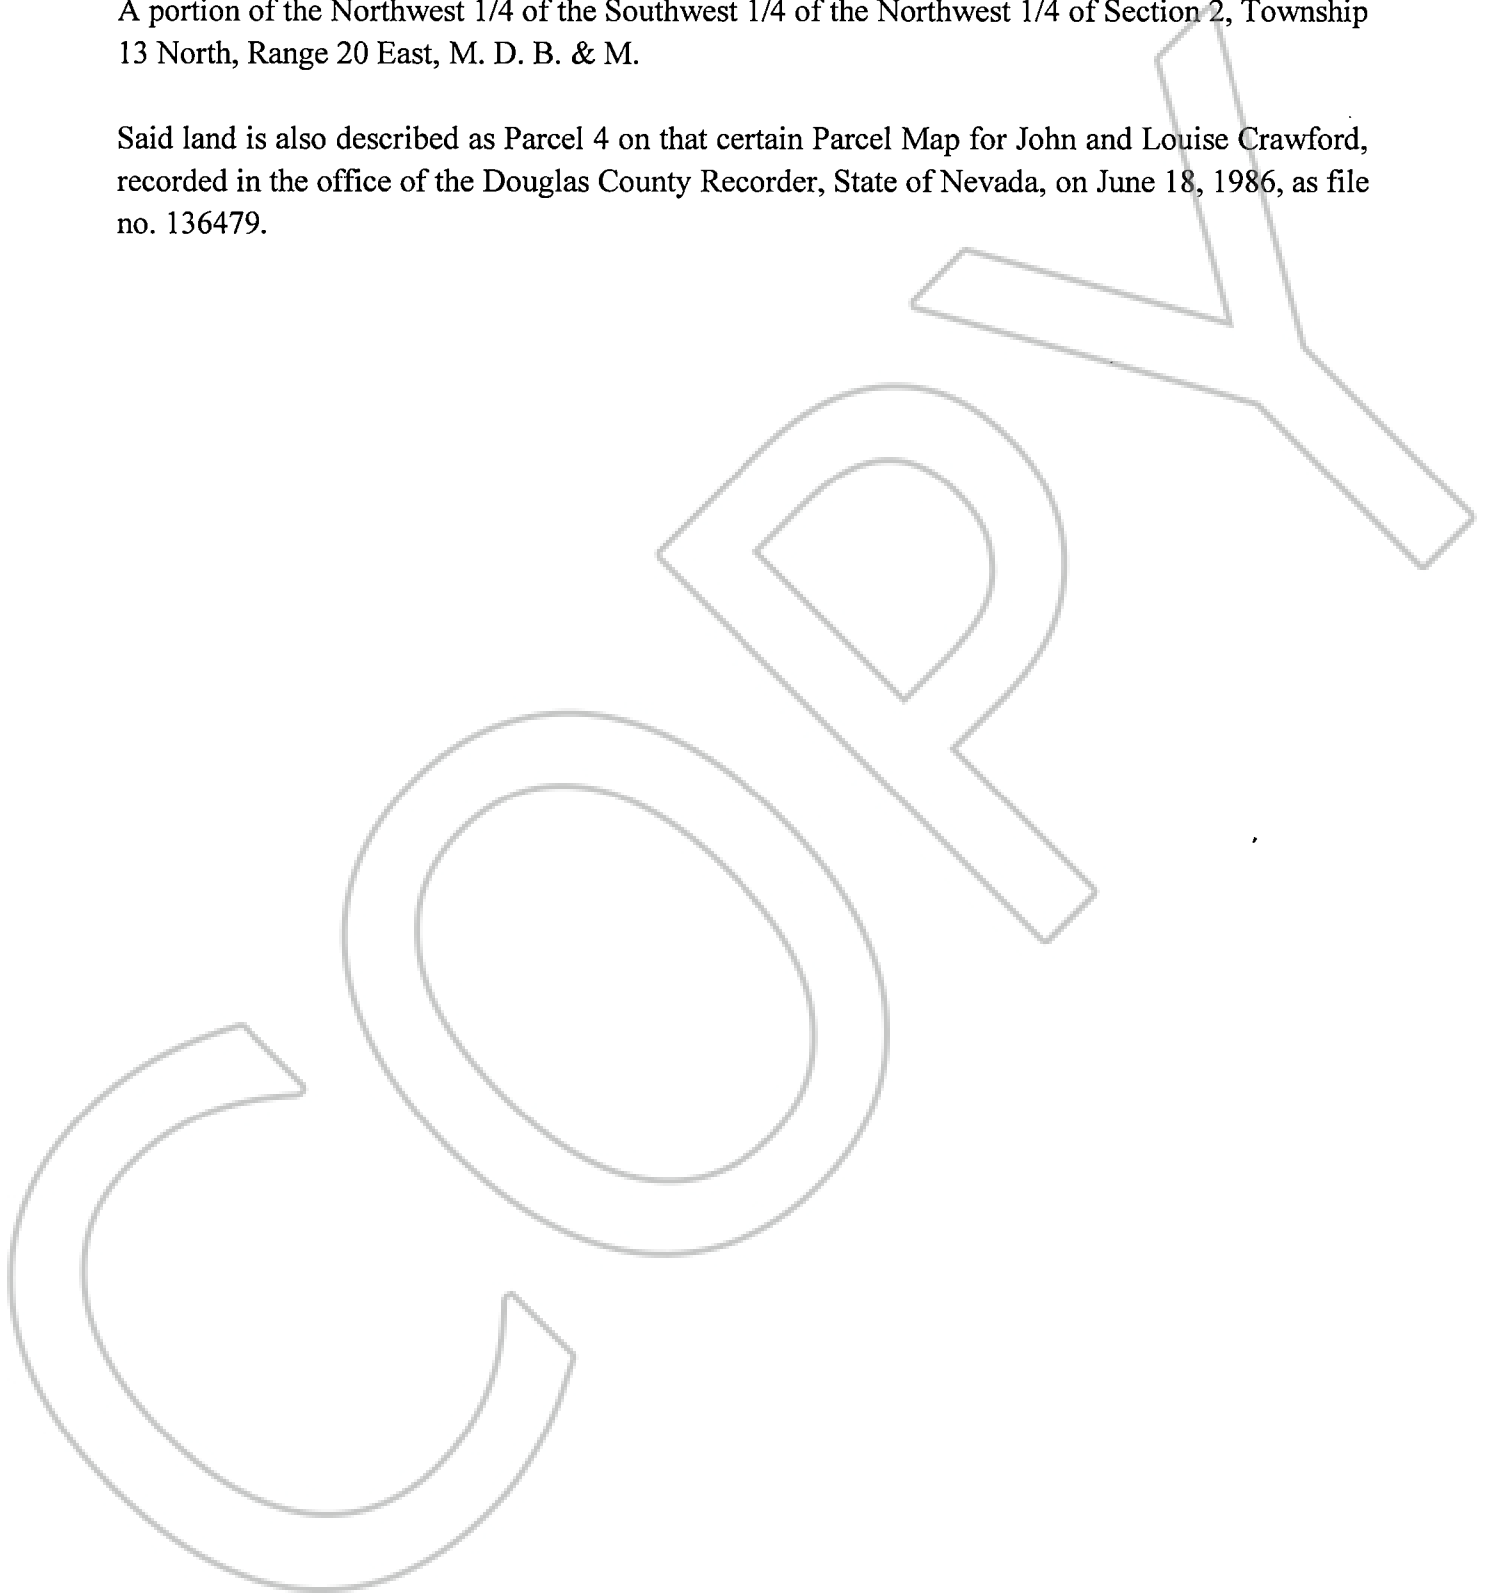 A portion of the Northwest 1/4 of the Southwest 1/4 of the Northwest 1/4 of Section 2, Township
13 North, Range 20 East, M. D. B. & M.
Said land is also described as Parcel 4 on that certain Parcel Map for John and Louise Crawford,
recorded in the office of the Douglas County Recorder, State of Nevada, on June 18, 1986, as file
no. 136479.
COPY